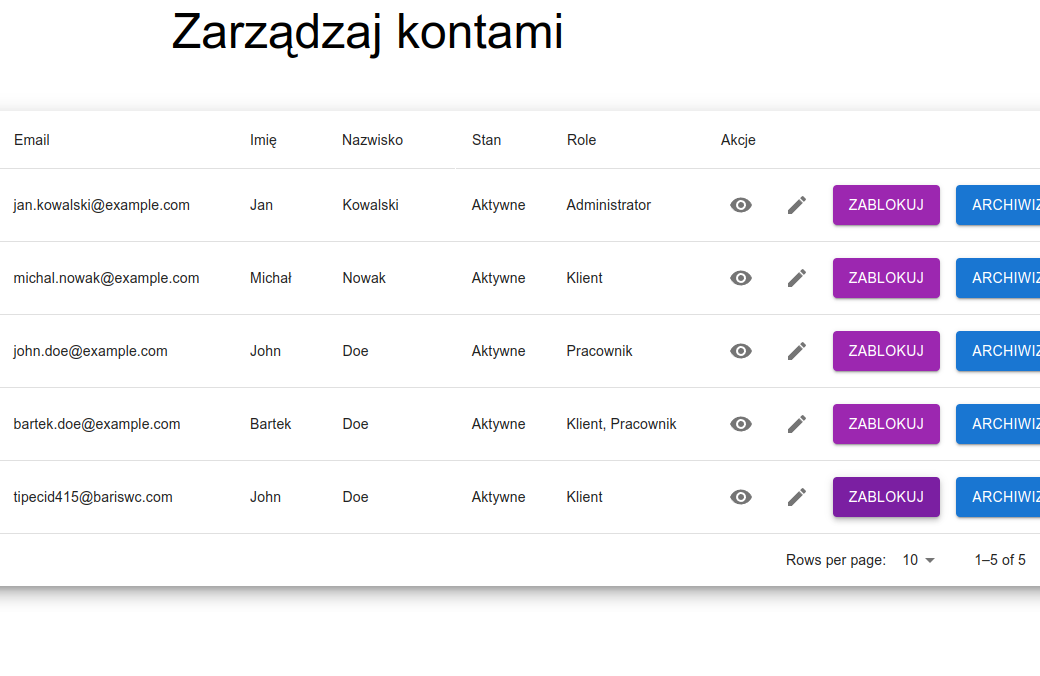 Zarządzaj kontami
Email Imię Nazwisko Stan Role Akcje
jan.kowalski@example.com Jan Kowalski Aktywne Administrator ZABLOKUJ ARCHIWIZ
michal.nowak@example.com Michał Nowak Aktywne Klient ZABLOKUJ ARCHIWIZ
john.doe@example.com John Doe Aktywne Pracownik ZABLOKUJ ARCHIWIZ
bartek.doe@example.com Bartek Doe Aktywne Klient, Pracownik ZABLOKUJ ARCHIWIZ
tipecid415@bariswc.com John Doe Aktywne Klient ZABLOKUJ ARCHIWIZ
Rows per page: 10 1–5 of 5